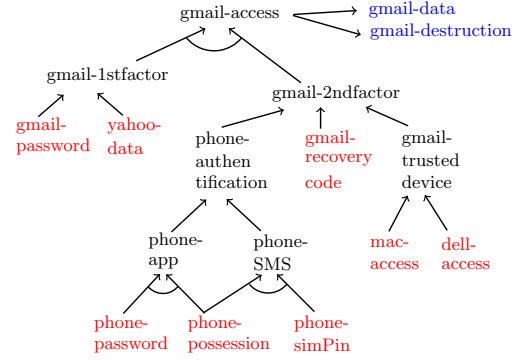 gmail-access
gmail-data
gmail-destruction
gmail-1stfactor
gmail-2ndfactor
gmail-
password
yahoo-
data
phone-
authen
tification
gmail-
recovery
code
gmail-
trusted
device
phone-
app
phone-
SMS
mac-
access
dell-
access
phone-
password
phone-
possession
phone-
simPin